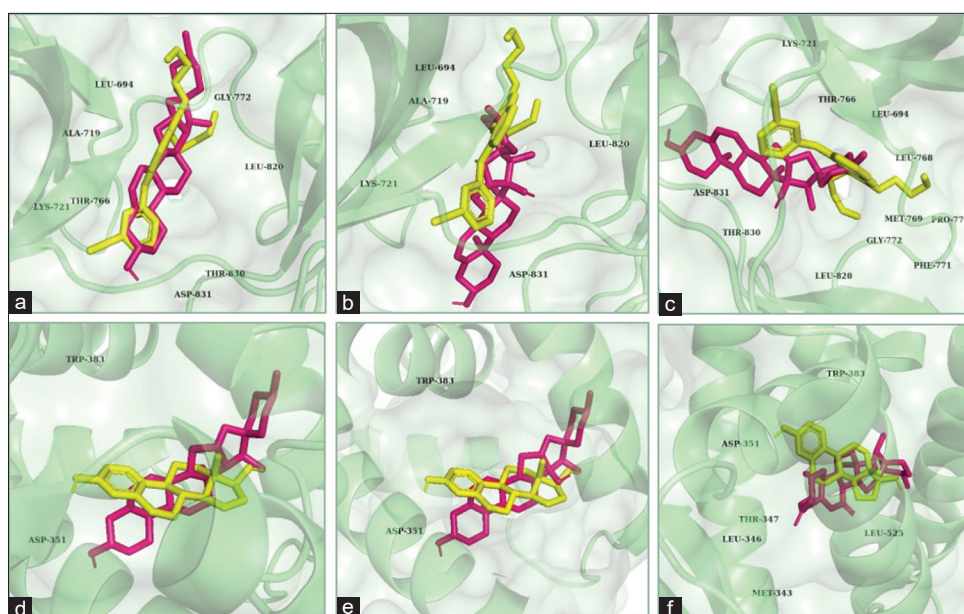 LEU-694
GLY-772
ALA-719
LEU-820
LYS-721
THR-766
THR-830
ASP-831
a
LEU-694
ALA-719
LEU-820
LYS-721
ASP-831
b
LYS-721
THR-766
LEU-694
LEU-768
ASP-831
MET-769
PRO-77
THR-830
GLY-772
PHE-771
LEU-820
c
TRP-383
ASP-351
d
TRP-383
ASP-351
e
TRP-383
ASP-351
THR-347
LEU-346
LEU-525
MET-343
f